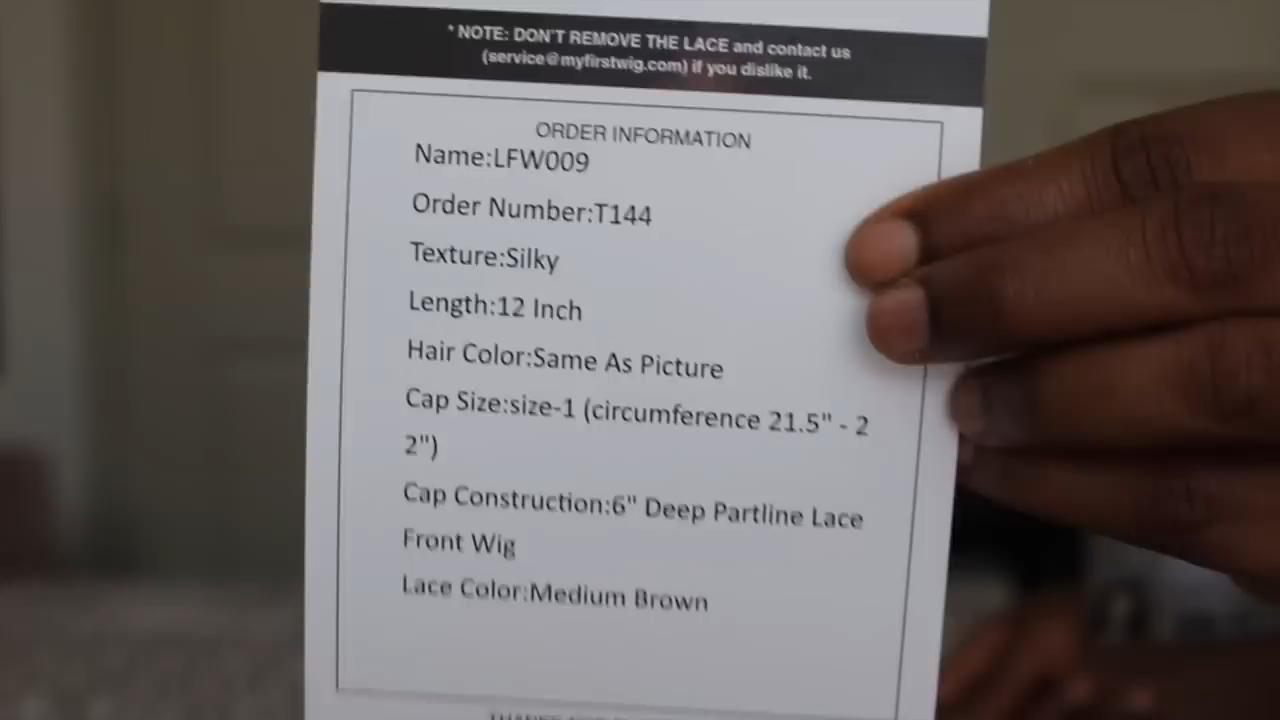 * NOTE: DON'T REMOVE THE LACE and contact us
(service@myfirstwig.com) if you dislike it.
ORDER INFORMATION
Name:LFW009
Order Number:T144
Texture:Silky
Length:12 Inch
Hair Color:Same As Picture
Cap Size:size-1 (circumference 21.5" - 2
2")
Cap Construction:6" Deep Partline Lace
Front Wig
Lace Color:Medium Brown